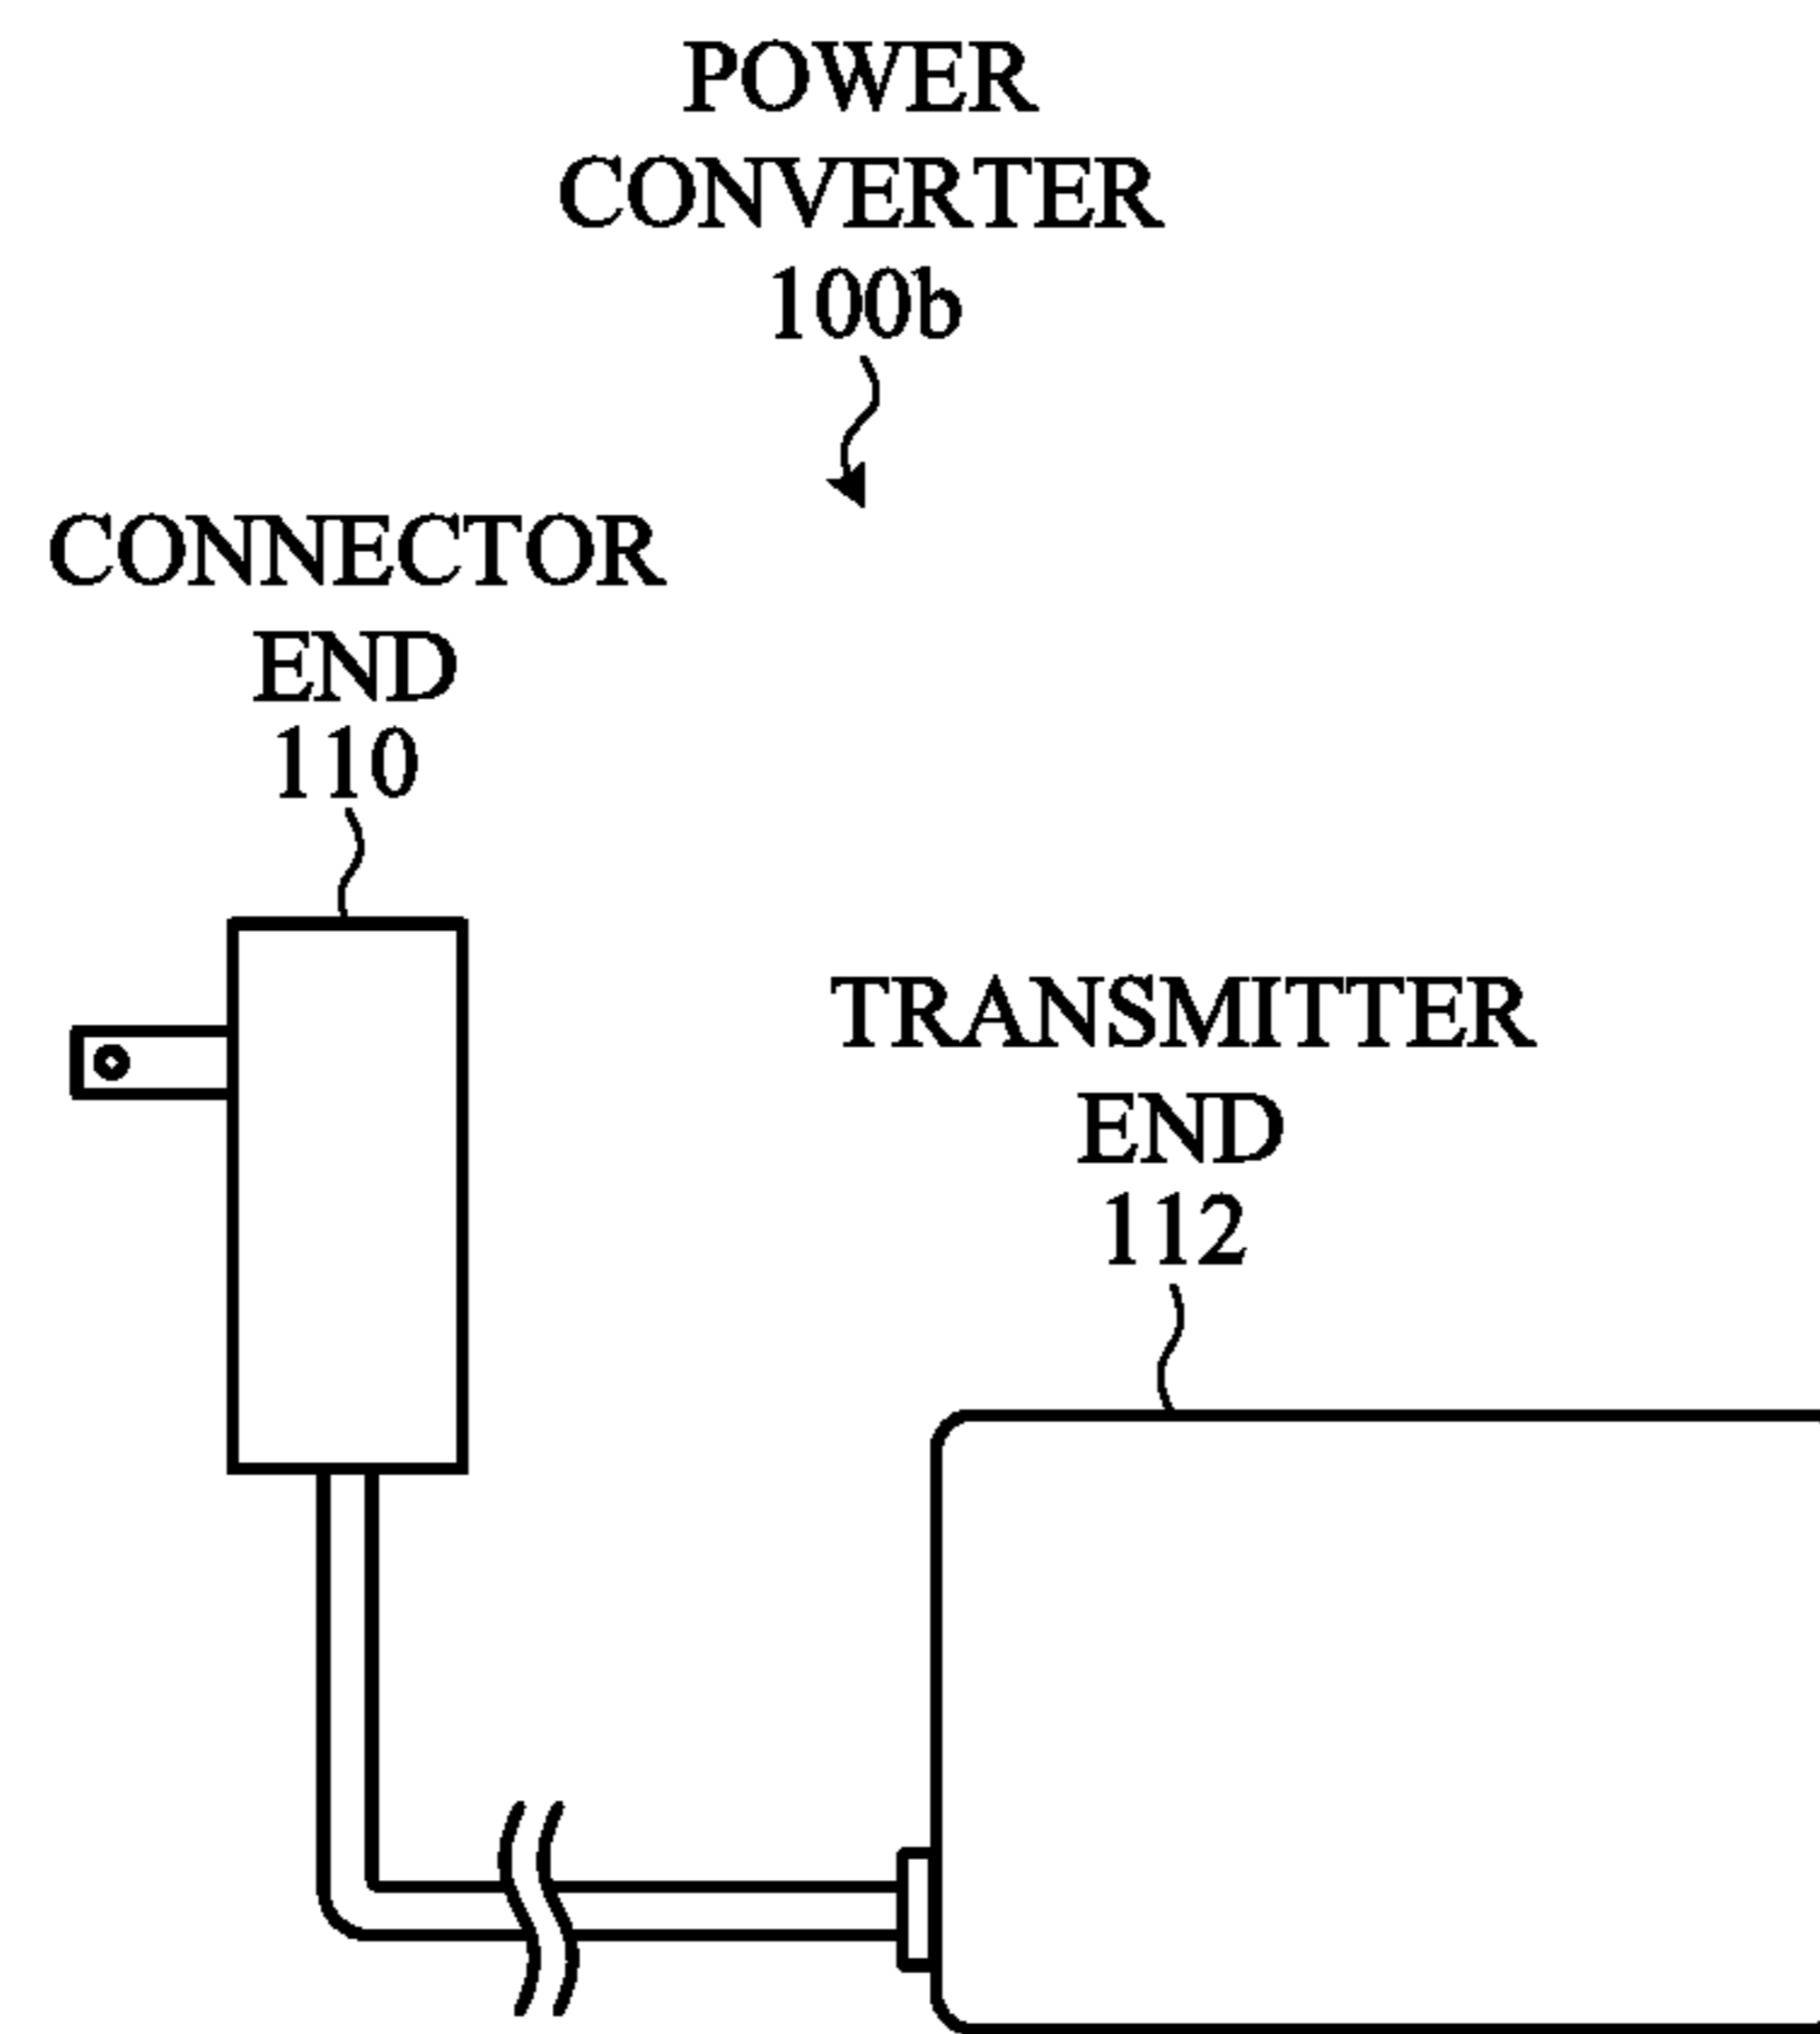 POWER
CONVERTER
100b
CONNECTOR
END
110
TRANSMITTER
END
112